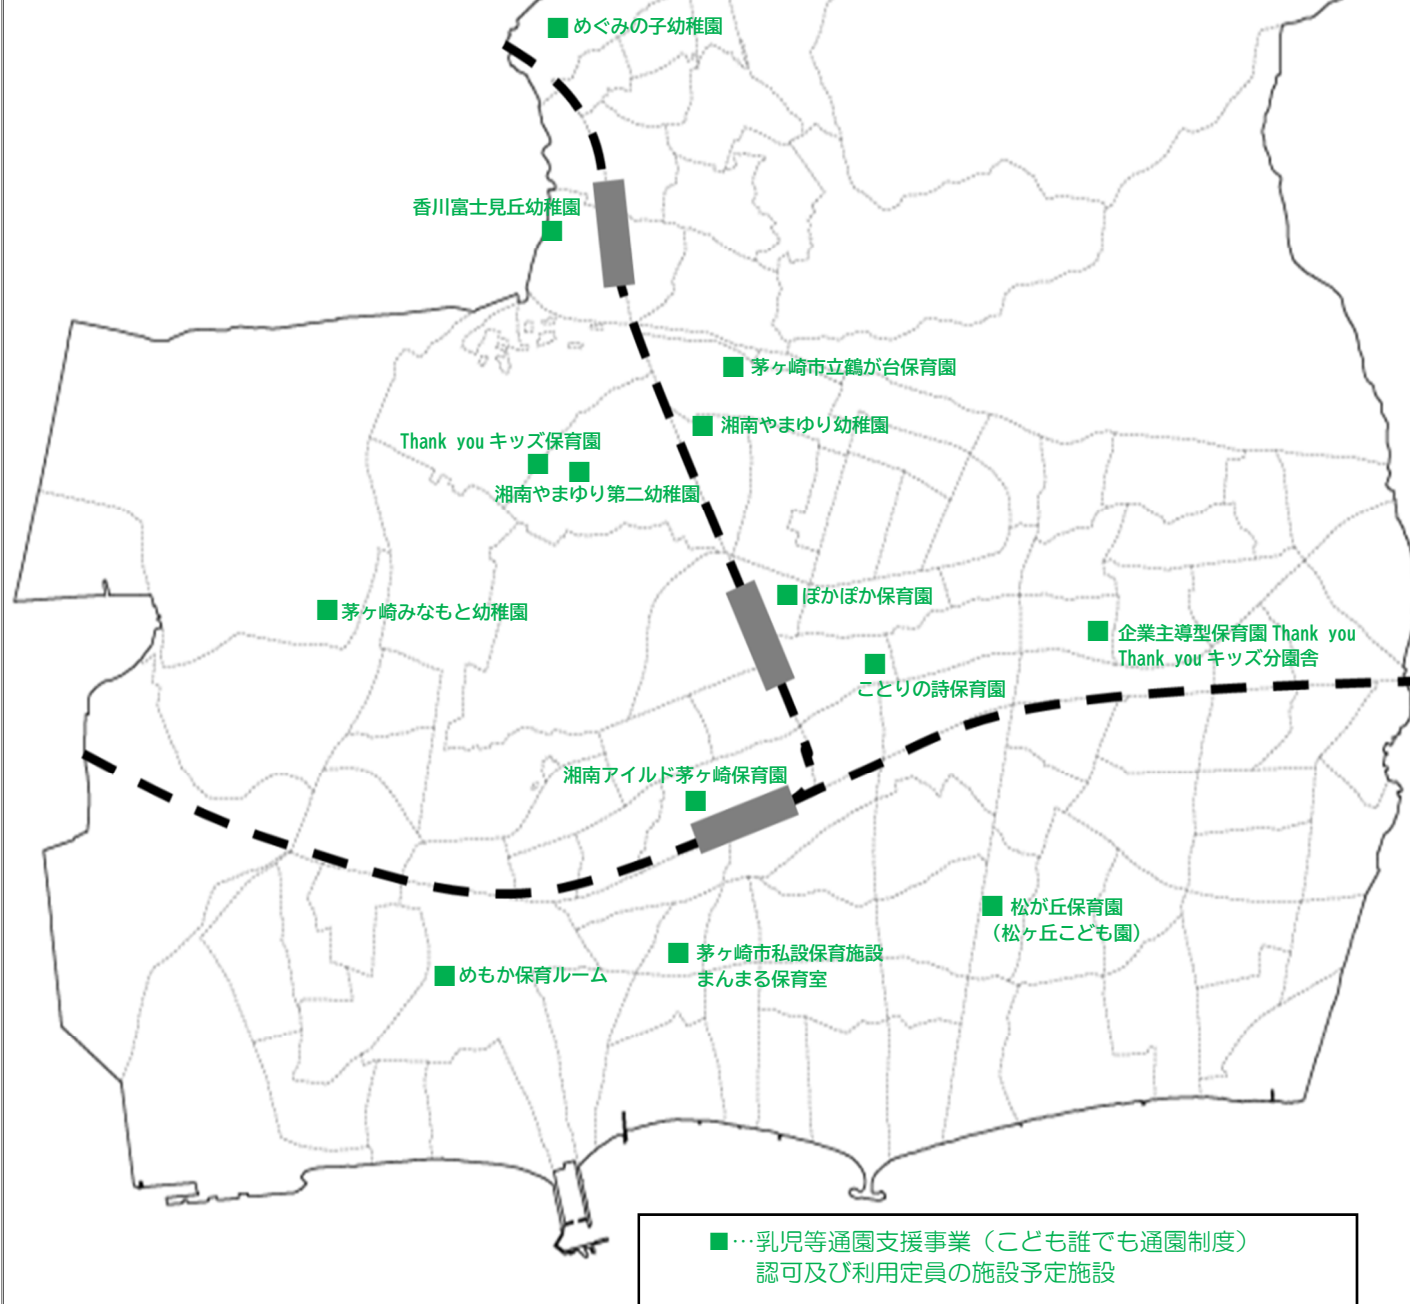 めぐみの子幼稚園
香川富士見丘幼稚園
茅ヶ崎市立鶴が台保育園
湘南やまゆり幼稚園
Thank you キッズ保育園
湘南やまゆり第二幼稚園
ぽかぽか保育園
茅ヶ崎みなもと幼稚園
企業主導型保育園 Thank you
Thank you キッズ分園舎
ことりの詩保育園
湘南アイルド茅ヶ崎保育園
松が丘保育園
（松ヶ丘こども園）
茅ヶ崎市私設保育施設
まんまる保育室
めもか保育ルーム
■…乳児等通園支援事業（こども誰でも通園制度）
認可及び利用定員の施設予定施設